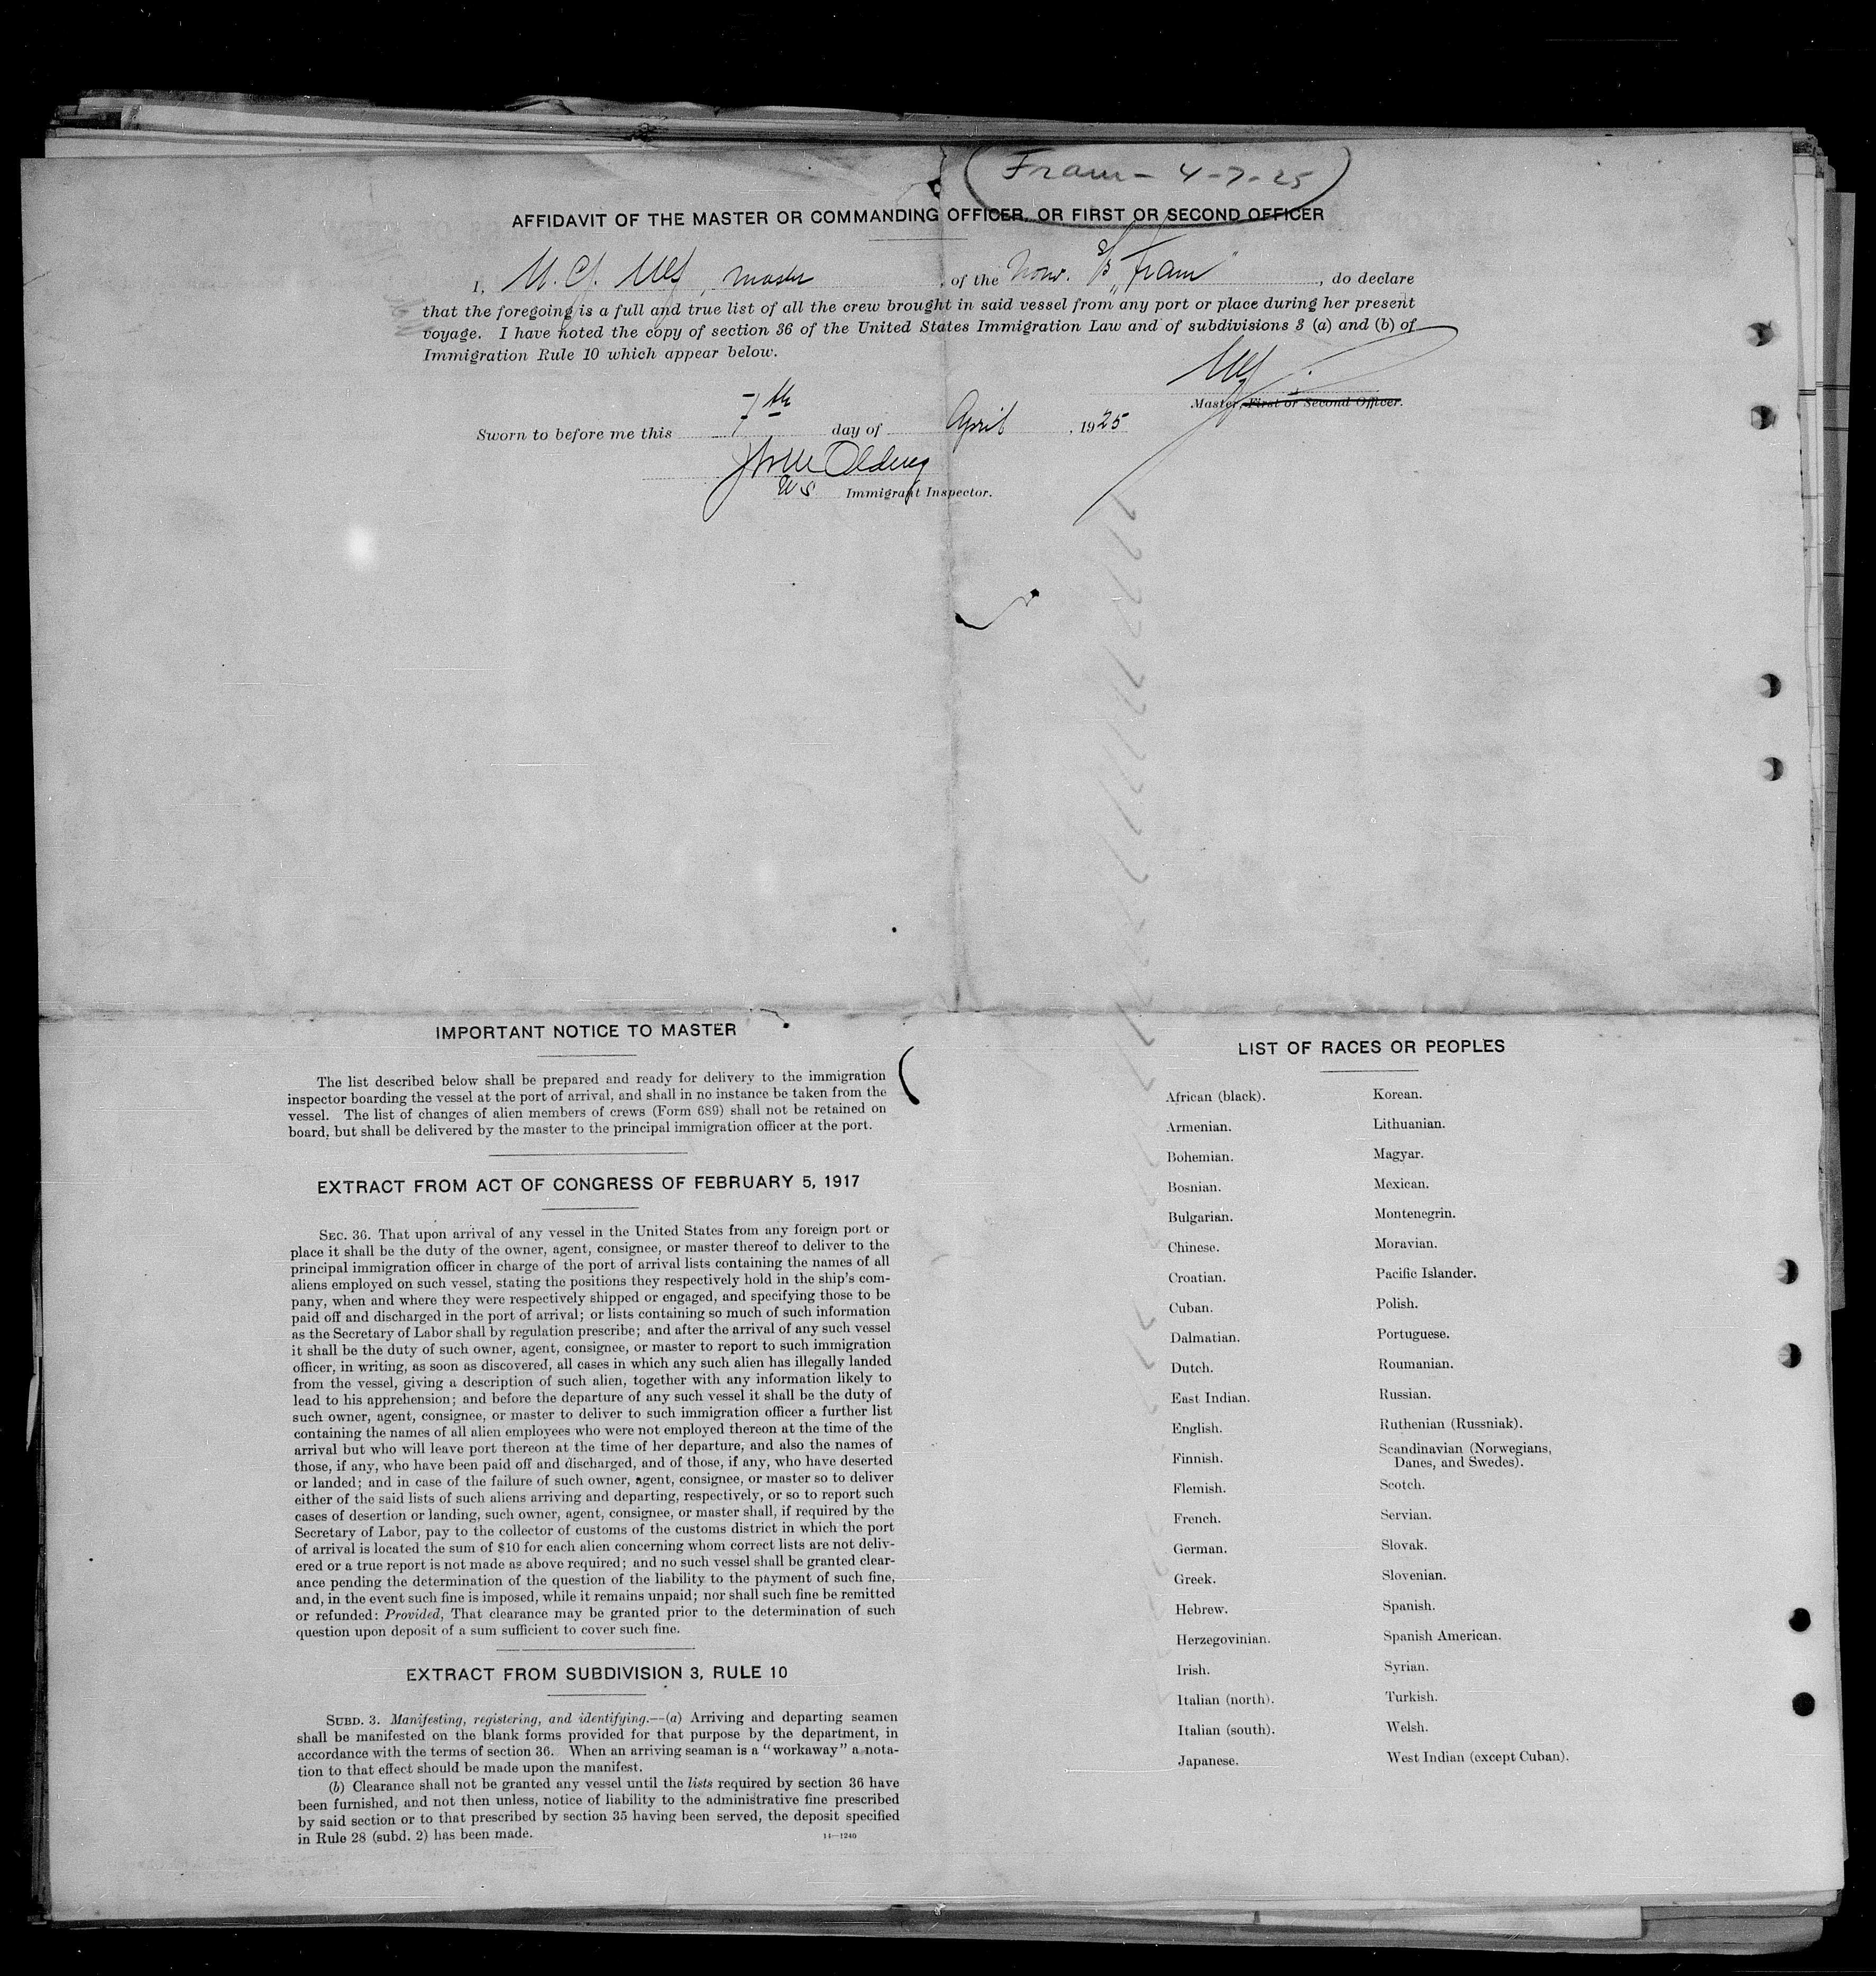 Fram - 4-7-25
AFFIDAVIT OF THE MASTER OR COMMANDING OFFICER, OR FIRST OR SECOND OFFICER
I, master, of the Norw. S/S "Fram", do declare
that the foregoing is a full and true list of all the crew brought in said vessel from any port or place during her present
voyage. I have noted the copy of section 36 of the United States Immigration Law and of subdivisions 3 (a) and (b) of
Immigration Rule 10 which appear below.
Master, First or Second Officer.
Sworn to before me this 7th day of April, 1925
Olding
US Immigrant Inspector.
IMPORTANT NOTICE TO MASTER
The list described below shall be prepared and ready for delivery to the immigration
inspector boarding the vessel at the port of arrival, and shall in no instance be taken from the
vessel. The list of changes of alien members of crews (Form 689) shall not be retained on
board, but shall be delivered by the master to the principal immigration officer at the port.
EXTRACT FROM ACT OF CONGRESS OF FEBRUARY 5, 1917
SEC. 36. That upon arrival of any vessel in the United States from any foreign port or
place it shall be the duty of the owner, agent, consignee, or master thereof to deliver to the
principal immigration officer in charge of the port of arrival lists containing the names of all
aliens employed on such vessel, stating the positions they respectively hold in the ship's com-
pany, when and where they were respectively shipped or engaged, and specifying those to be
paid off and discharged in the port of arrival; or lists containing so much of such information
as the Secretary of Labor shall by regulation prescribe; and after the arrival of any such vessel
it shall be the duty of such owner, agent, consignee, or master to report to such immigration
officer, in writing, as soon as discovered, all cases in which any such alien has illegally landed
from the vessel, giving a description of such alien, together with any information likely to
lead to his apprehension; and before the departure of any such vessel it shall be the duty of
such owner, agent, consignee, or master to deliver to such immigration officer a further list
containing the names of all alien employees who were not employed thereon at the time of the
arrival but who will leave port thereon at the time of her departure, and also the names of
those, if any, who have been paid off and discharged, and of those, if any, who have deserted
or landed; and in case of the failure of such owner, agent, consignee, or master so to deliver
either of the said lists of such aliens arriving and departing, respectively, or so to report such
cases of desertion or landing, such owner, agent, consignee, or master shall, if required by the
Secretary of Labor, pay to the collector of customs of the customs district in which the port
of arrival is located the sum of $10 for each alien concerning whom correct lists are not deliv-
ered or a true report is not made as above required; and no such vessel shall be granted clear-
ance pending the determination of the question of the liability to the payment of such fine,
and, in the event such fine is imposed, while it remains unpaid; nor shall such fine be remitted
or refunded: Provided, That clearance may be granted prior to the determination of such
question upon deposit of a sum sufficient to cover such fine.
EXTRACT FROM SUBDIVISION 3, RULE 10
SUBD. 3. Manifesting, registering, and identifying.—(a) Arriving and departing seamen
shall be manifested on the blank forms provided for that purpose by the department, in
accordance with the terms of section 36. When an arriving seaman is a "workaway" a nota-
tion to that effect should be made upon the manifest.
(b) Clearance shall not be granted any vessel until the lists required by section 36 have
been furnished, and not then unless, notice of liability to the administrative fine prescribed
by said section or to that prescribed by section 35 having been served, the deposit specified
in Rule 28 (subd. 2) has been made.
14—1240
LIST OF RACES OR PEOPLES
African (black).
Armenian.
Bohemian.
Bosnian.
Bulgarian.
Chinese.
Croatian.
Cuban.
Dalmatian.
Dutch.
East Indian.
English.
Finnish.
Flemish.
French.
German.
Greek.
Hebrew.
Herzegovinian.
Irish.
Italian (north).
Italian (south).
Japanese.
Korean.
Lithuanian.
Magyar.
Mexican.
Montenegrin.
Moravian.
Pacific Islander.
Polish.
Portuguese.
Roumanian.
Russian.
Ruthenian (Russniak).
Scandinavian (Norwegians,
Danes, and Swedes).
Scotch.
Servian.
Slovak.
Slovenian.
Spanish.
Spanish American.
Syrian.
Turkish.
Welsh.
West Indian (except Cuban).